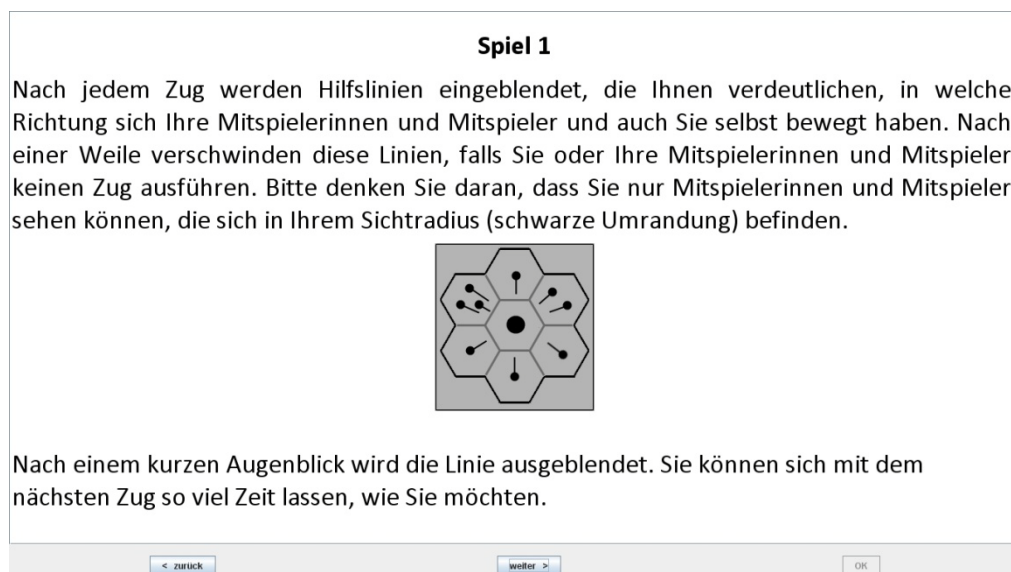 Spiel 1
Nach jedem Zug werden Hilfslinien eingeblendet, die Ihnen verdeutlichen, in welche
Richtung sich Ihre Mitspielerinnen und Mitspieler und auch Sie selbst bewegt haben. Nach
einer Weile verschwinden diese Linien, falls Sie oder Ihre Mitspielerinnen und Mitspieler
keinen Zug ausführen. Bitte denken Sie daran, dass Sie nur Mitspielerinnen und Mitspieler
sehen können, die sich in Ihrem Sichtradius (schwarze Umrandung) befinden.
Nach einem kurzen Augenblick wird die Linie ausgeblendet. Sie können sich mit dem
nächsten Zug so viel Zeit lassen, wie Sie möchten.
< zurück weiter > OK